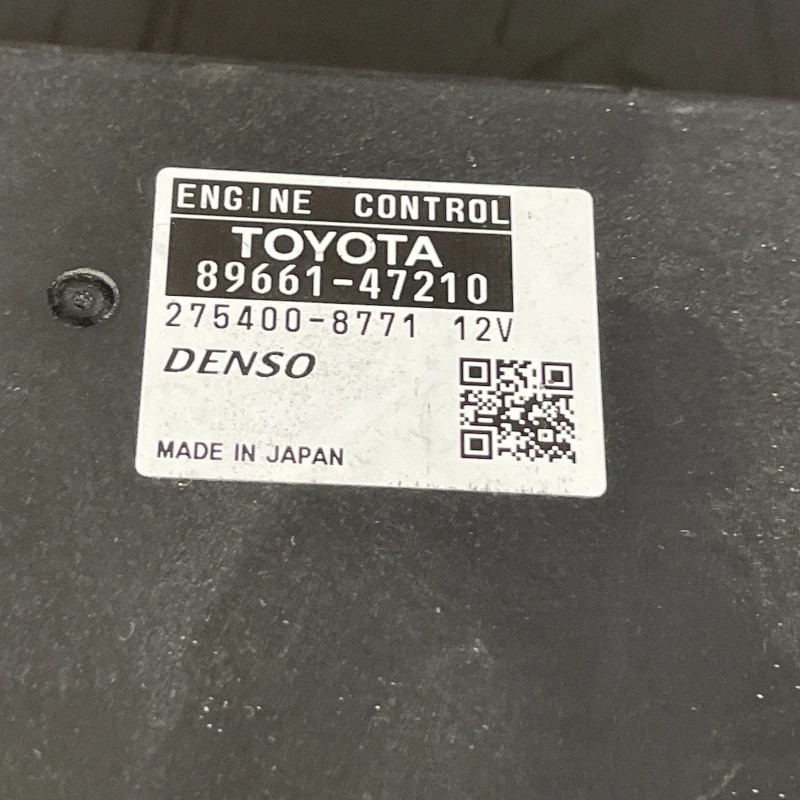 ENGINE CONTROL
TOYOTA
89661-47210
275400-8771 12V
DENSO
MADE IN JAPAN